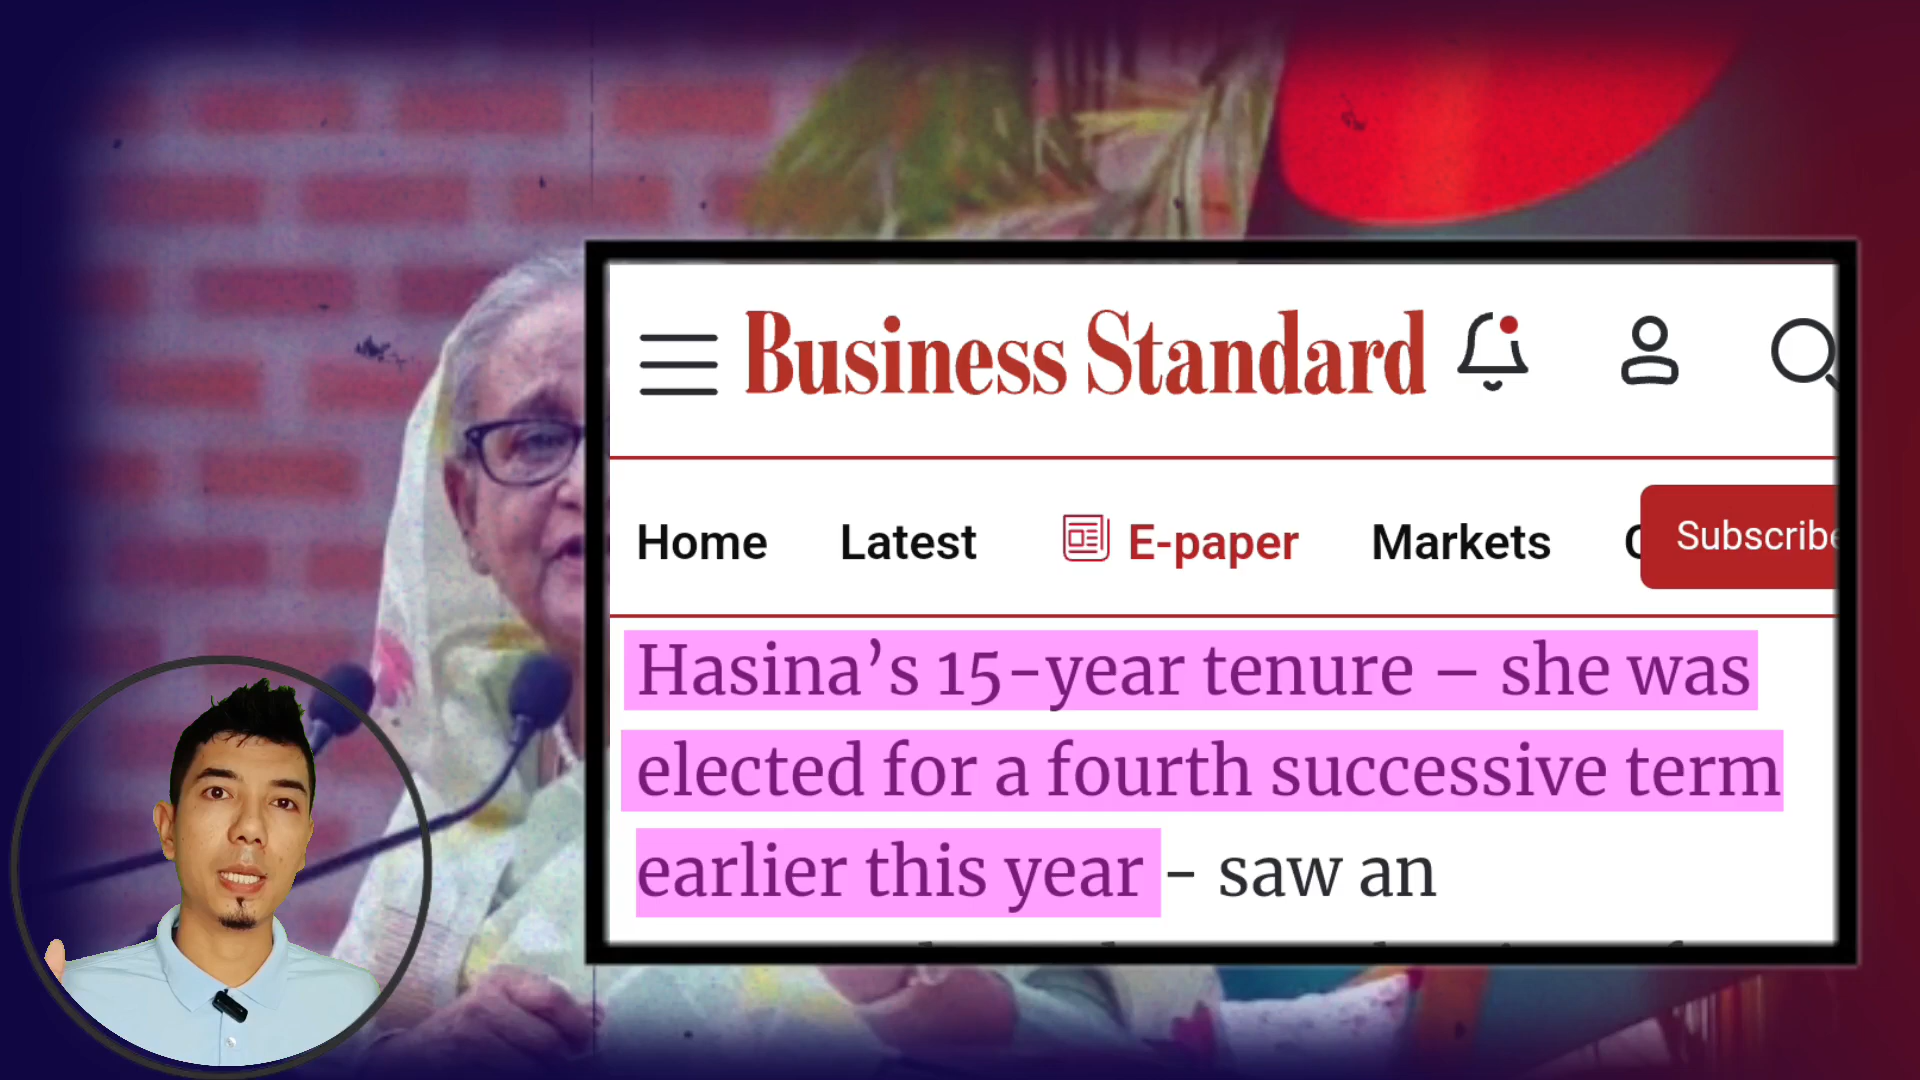 Business Standard
Home Latest E-paper Markets Subscribe
Hasina’s 15-year tenure – she was
elected for a fourth successive term
earlier this year - saw an